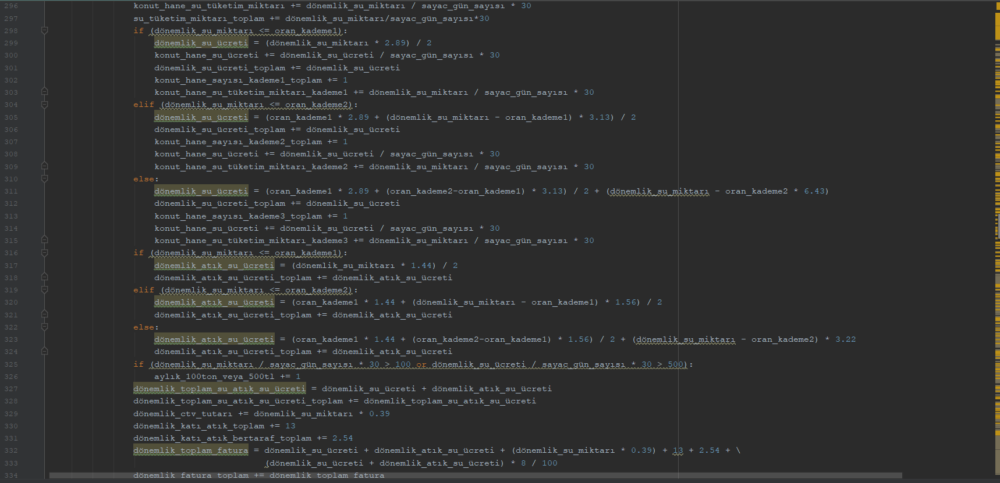 296 konut_hane_su_tüketim_miktarı += dönemlik_su_miktarı / sayac_gün_sayısı * 30
297 su_tüketim_miktarı_toplam += dönemlik_su_miktarı/sayac_gün_sayısı*30
298 if (dönemlik_su_miktarı <= oran_kademe1):
299 dönemlik_su_ücreti = (dönemlik_su_miktarı * 2.89) / 2
300 konut_hane_su_ücreti += dönemlik_su_ücreti / sayac_gün_sayısı * 30
301 dönemlik_su_ücreti_toplam += dönemlik_su_ücreti
302 konut_hane_sayısı_kademe1_toplam += 1
303 konut_hane_su_tüketim_miktarı_kademe1 += dönemlik_su_miktarı / sayac_gün_sayısı * 30
304 elif (dönemlik_su_miktarı <= oran_kademe2):
305 dönemlik_su_ücreti = (oran_kademe1 * 2.89 + (dönemlik_su_miktarı - oran_kademe1) * 3.13) / 2
306 dönemlik_su_ücreti_toplam += dönemlik_su_ücreti
307 konut_hane_sayısı_kademe2_toplam += 1
308 konut_hane_su_ücreti += dönemlik_su_ücreti / sayac_gün_sayısı * 30
309 konut_hane_su_tüketim_miktarı_kademe2 += dönemlik_su_miktarı / sayac_gün_sayısı * 30
310 else:
311 dönemlik_su_ücreti = (oran_kademe1 * 2.89 + (oran_kademe2-oran_kademe1) * 3.13) / 2 + (dönemlik_su_miktarı - oran_kademe2 * 6.43)
312 dönemlik_su_ücreti_toplam += dönemlik_su_ücreti
313 konut_hane_sayısı_kademe3_toplam += 1
314 konut_hane_su_ücreti += dönemlik_su_ücreti / sayac_gün_sayısı * 30
315 konut_hane_su_tüketim_miktarı_kademe3 += dönemlik_su_miktarı / sayac_gün_sayısı * 30
316 if (dönemlik_su_miktarı <= oran_kademe1):
317 dönemlik_atık_su_ücreti = (dönemlik_su_miktarı * 1.44) / 2
318 dönemlik_atık_su_ücreti_toplam += dönemlik_atık_su_ücreti
319 elif (dönemlik_su_miktarı <= oran_kademe2):
320 dönemlik_atık_su_ücreti = (oran_kademe1 * 1.44 + (dönemlik_su_miktarı - oran_kademe1) * 1.56) / 2
321 dönemlik_atık_su_ücreti_toplam += dönemlik_atık_su_ücreti
322 else:
323 dönemlik_atık_su_ücreti = (oran_kademe1 * 1.44 + (oran_kademe2-oran_kademe1) * 1.56) / 2 + (dönemlik_su_miktarı - oran_kademe2) * 3.22
324 dönemlik_atık_su_ücreti_toplam += dönemlik_atık_su_ücreti
325 if (dönemlik_su_miktarı / sayac_gün_sayısı * 30 > 100 or dönemlik_su_ücreti / sayac_gün_sayısı * 30 > 500):
326 aylık_100ton_veya_500tl += 1
327 dönemlik_toplam_su_atık_su_ücreti = dönemlik_su_ücreti + dönemlik_atık_su_ücreti
328 dönemlik_toplam_su_atık_su_ücreti_toplam += dönemlik_toplam_su_atık_su_ücreti
329 dönemlik_ctv_tutarı += dönemlik_su_miktarı * 0.39
330 dönemlik_katı_atık_toplam += 13
331 dönemlik_katı_atık_bertaraf_toplam += 2.54
332 dönemlik_toplam_fatura = dönemlik_su_ücreti + dönemlik_atık_su_ücreti + (dönemlik_su_miktarı * 0.39) + 13 + 2.54 + \
333 (dönemlik_su_ücreti + dönemlik_atık_su_ücreti) * 8 / 100
334 dönemlik_fatura_toplam += dönemlik_toplam_fatura